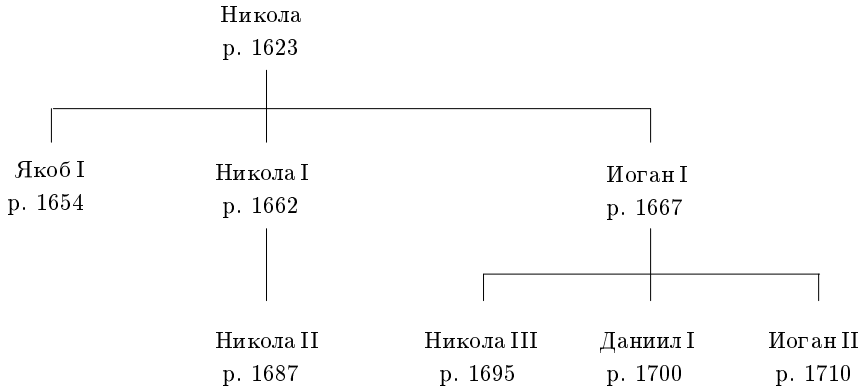 Никола
р. 1623
Якоб I
р. 1654
Никола I
р. 1662
Иоган I
р. 1667
Никола II
р. 1687
Никола III
р. 1695
Даниил I
р. 1700
Иоган II
р. 1710